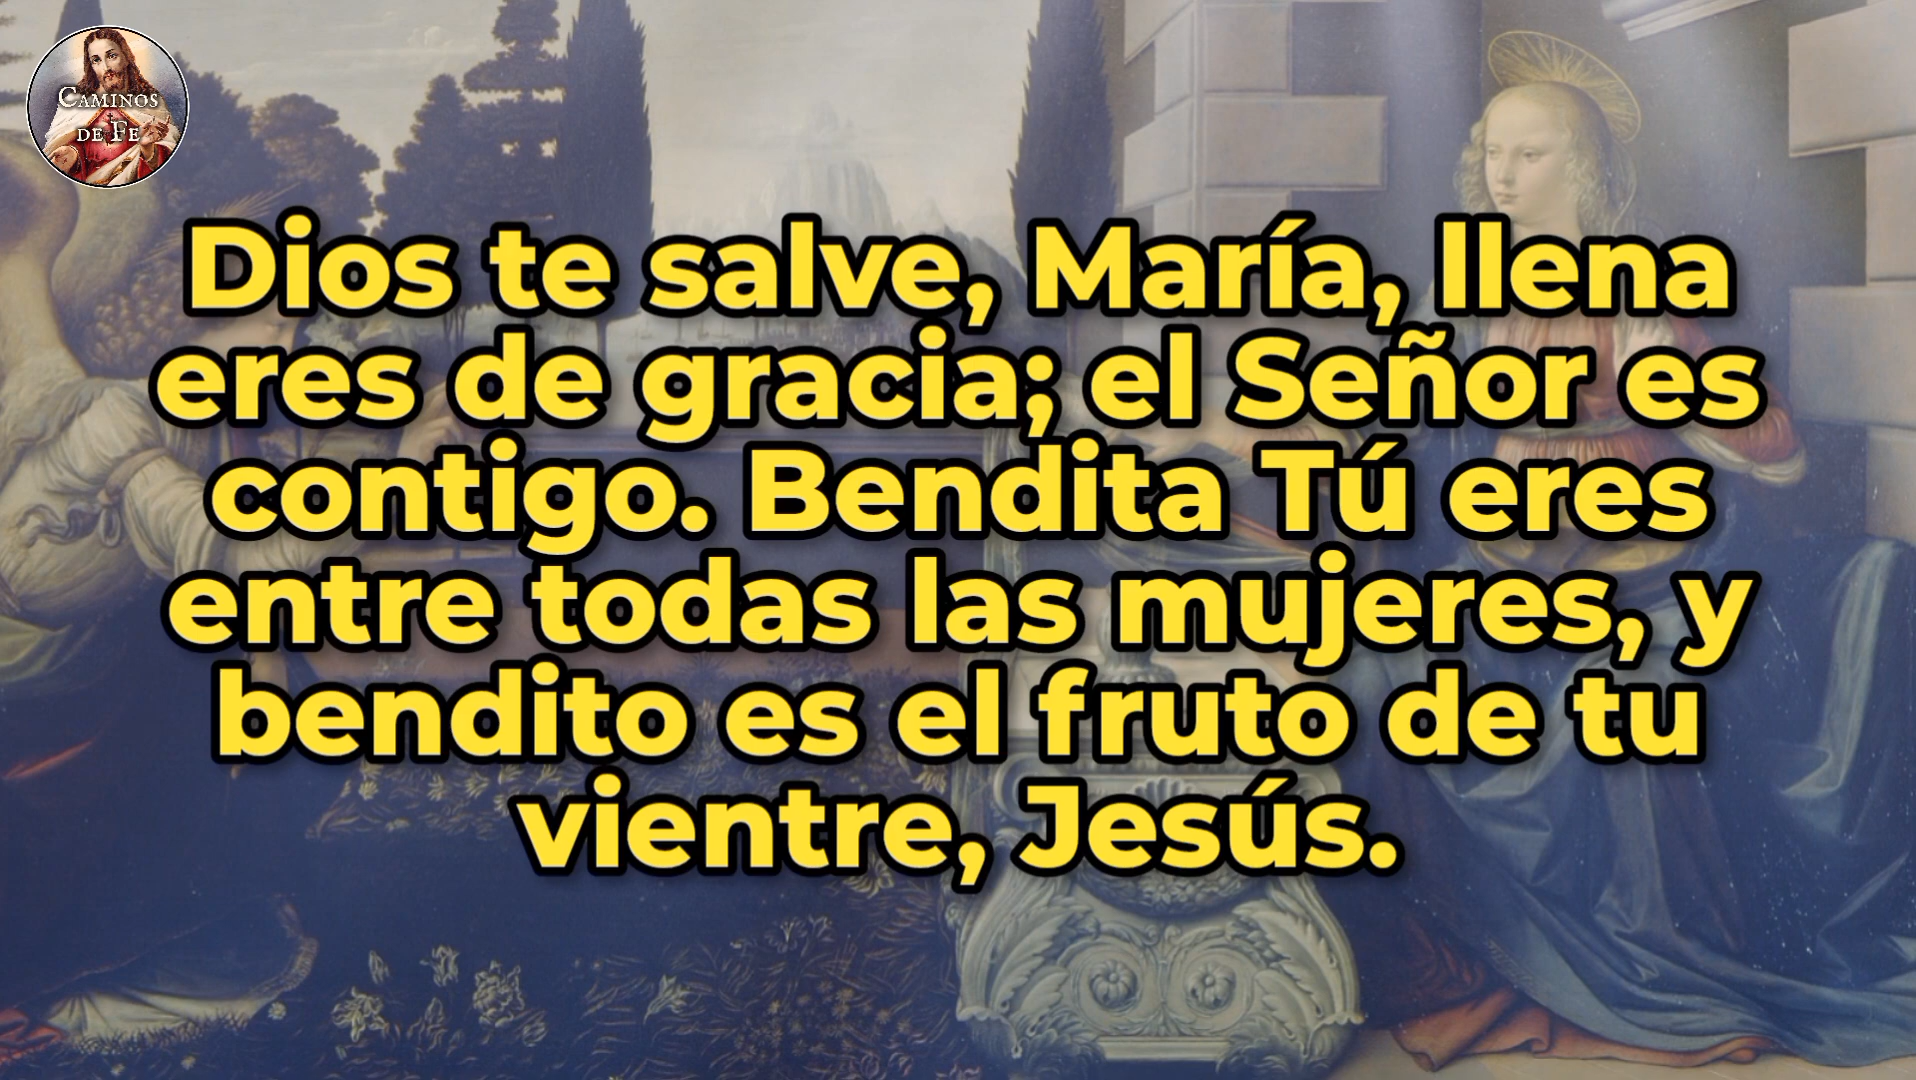 CAMINOS
DE FE
Dios te salve, María, llena
eres de gracia; el Señor es
contigo. Bendita Tú eres
entre todas las mujeres, y
bendito es el fruto de tu
vientre, Jesús.